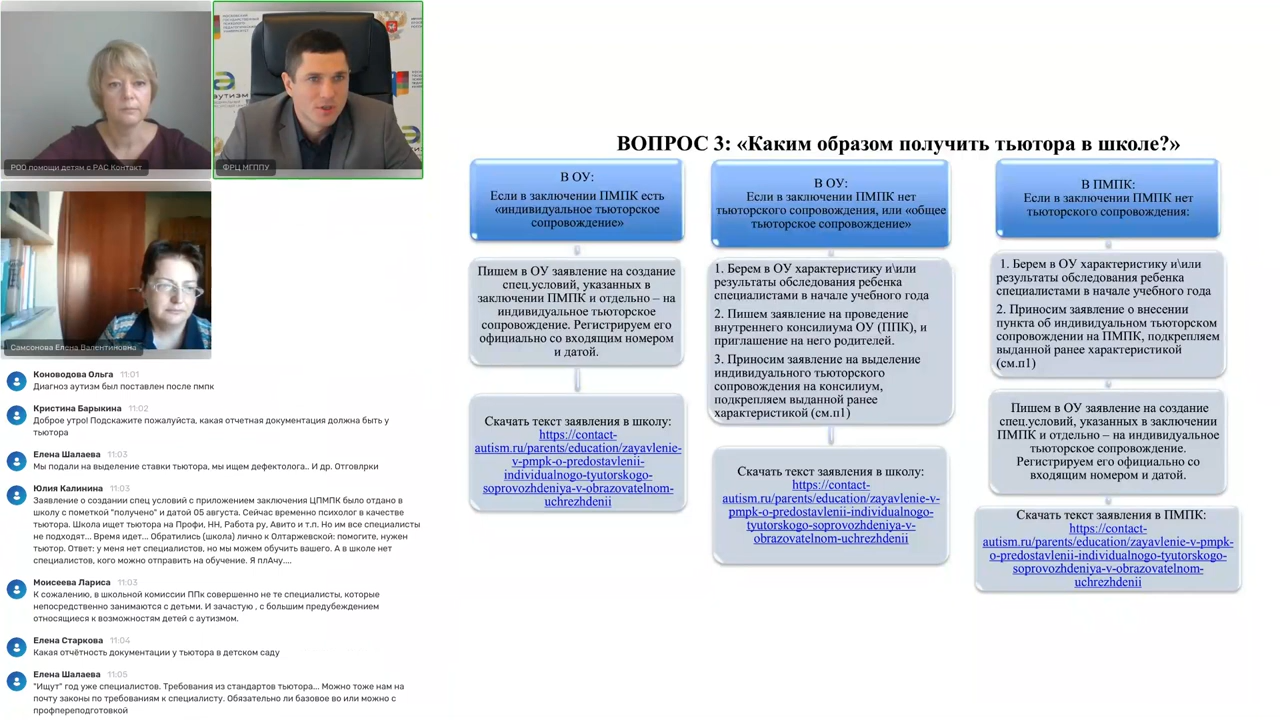 РОО помощи детям с РАС Контакт
аутизм
ФРЦ МГППУ
Самсонова Елена Валентиновна
Коноводова Ольга 11:01
Диагноз аутизм был поставлен после пмпк
Кристина Барыкина 11:02
Доброе утро! Подскажите пожалуйста, какая отчетная документация должна быть у
тьютора
Елена Шалаева 11:03
Мы подали на выделение ставки тьютора, мы ищем дефектолога.. И др. Отговлрки
Юлия Калинина 11:03
Заявление о создании спец условий с приложением заключения ЦПМПК было отдано в
школу с пометкой "получено" и датой 05 августа. Сейчас временно психолог в качестве
тьютора. Школа ищет тьютора на Профи, НН, Работа ру, Авито и т.п. Но им все специалисты
не подходят... Время идет... Обратились (школа) лично к Олтаржевской: помогите, нужен
тьютор. Ответ: у меня нет специалистов, но мы можем обучить вашего. А в школе нет
специалистов, кого можно отправить на обучение. Я плАчу....
Моисеева Лариса 11:03
К сожалению, в школьной комиссии ППк совершенно не те специалисты, которые
непосредственно занимаются с детьми. И зачастую , с большим предубеждением
относящиеся к возможностям детей с аутизмом.
Елена Старкова 11:04
Какая отчётность документации у тьютора в детском саду
Елена Шалаева 11:05
"Ищут" год уже специалистов. Требования из стандартов тьютора... Можно тоже нам на
почту законы по требованиям к специалисту. Обязательно ли базовое во или можно с
профпереподготовкой
ВОПРОС 3: «Каким образом получить тьютора в школе?»
В ОУ:
Если в заключении ПМПК есть
«индивидуальное тьюторское
сопровождение»
Пишем в ОУ заявление на создание
спец.условий, указанных в
заключении ПМПК и отдельно – на
индивидуальное тьюторское
сопровождение. Регистрируем его
официально со входящим номером
и датой.
Скачать текст заявления в школу:
https://contact-
autism.ru/parents/education/zayavlenie-
v-pmpk-o-predostavlenii-
individualnogo-tyutorskogo-
soprovozhdeniya-v-obrazovatelnom-
uchrezhdenii
В ОУ:
Если в заключении ПМПК нет
тьюторского сопровождения, или «общее
тьюторское сопровождение»
1. Берем в ОУ характеристику и\или
результаты обследования ребенка
специалистами в начале учебного года
2. Пишем заявление на проведение
внутреннего консилиума ОУ (ППК), и
приглашение на него родителей.
3. Приносим заявление на выделение
индивидуального тьюторского
сопровождения на консилиум,
подкрепляем выданной ранее
характеристикой (см.п1)
Скачать текст заявления в школу:
https://contact-
autism.ru/parents/education/zayavlenie-v-
pmpk-o-predostavlenii-individualnogo-
tyutorskogo-soprovozhdeniya-v-
obrazovatelnom-uchrezhdenii
В ПМПК:
Если в заключении ПМПК нет
тьюторского сопровождения:
1. Берем в ОУ характеристику и\или
результаты обследования ребенка
специалистами в начале учебного года
2. Приносим заявление о внесении
пункта об индивидуальном тьюторском
сопровождении на ПМПК, подкрепляем
выданной ранее характеристикой
(см.п1)
Пишем в ОУ заявление на создание
спец.условий, указанных в заключении
ПМПК и отдельно – на индивидуальное
тьюторское сопровождение.
Регистрируем его официально со
входящим номером и датой.
Скачать текст заявления в ПМПК:
https://contact-
autism.ru/parents/education/zayavlenie-v-pmpk-
o-predostavlenii-individualnogo-tyutorskogo-
soprovozhdeniya-v-obrazovatelnom-
uchrezhdenii